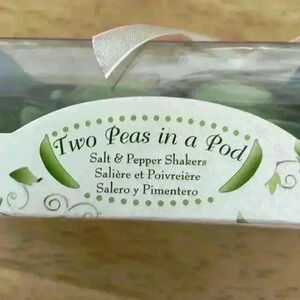 Two Peas in a Pod
Salt & Pepper Shakers
Salière et Poivreière
Salero y Pimentero